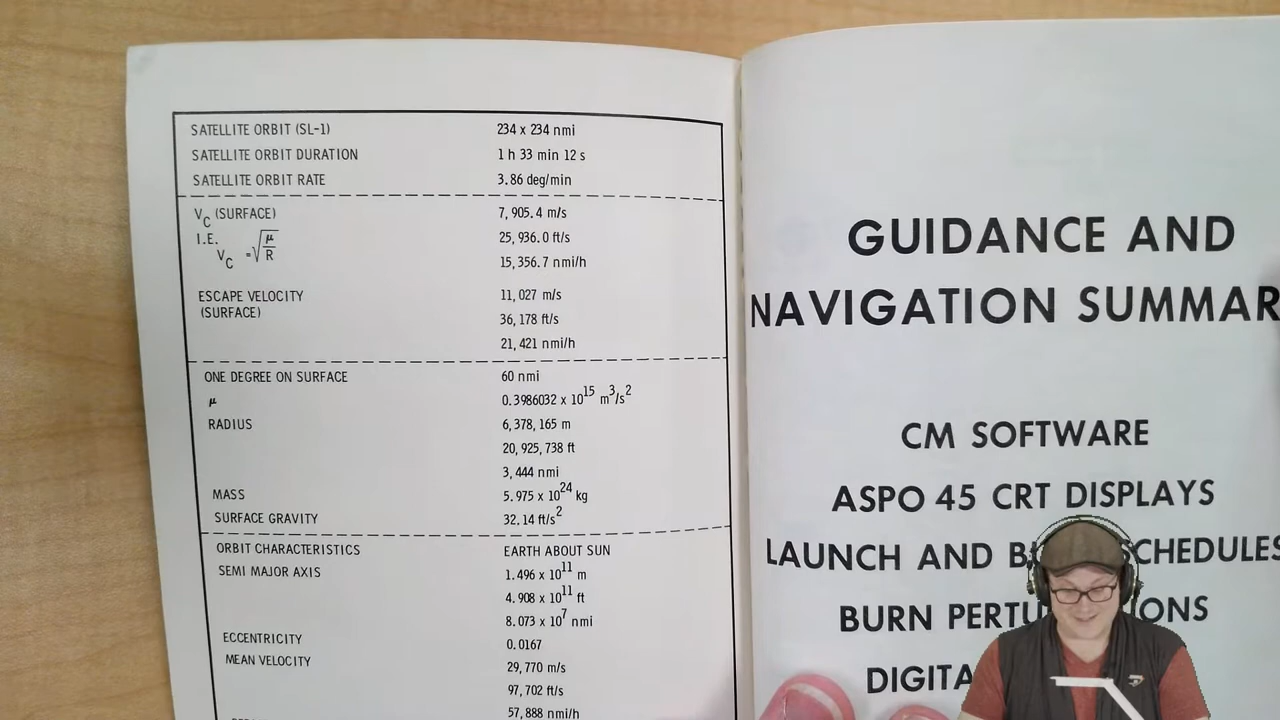 SATELLITE ORBIT (SL-1) 234 x 234 nmi
SATELLITE ORBIT DURATION 1 h 33 min 12 s
SATELLITE ORBIT RATE 3.86 deg/min
V_C (SURFACE) 7,905.4 m/s
I.E. 25,936.0 ft/s
V_C = √(μ/R)
15,356.7 nmi/h
ESCAPE VELOCITY 11,027 m/s
(SURFACE) 36,178 ft/s
21,421 nmi/h
ONE DEGREE ON SURFACE 60 nmi
μ 0.3986032 x 10^15 m^3/s^2
RADIUS 6,378,165 m
20,925,738 ft
3,444 nmi
MASS 5.975 x 10^24 kg
SURFACE GRAVITY 32.14 ft/s^2
ORBIT CHARACTERISTICS EARTH ABOUT SUN
SEMI MAJOR AXIS 1.496 x 10^11 m
4.908 x 10^11 ft
8.073 x 10^7 nmi
ECCENTRICITY 0.0167
MEAN VELOCITY 29,770 m/s
97,702 ft/s
57,888 nmi/h
GUIDANCE AND
NAVIGATION SUMMAR
CM SOFTWARE
ASPO 45 CRT DISPLAYS
LAUNCH AND
BURN